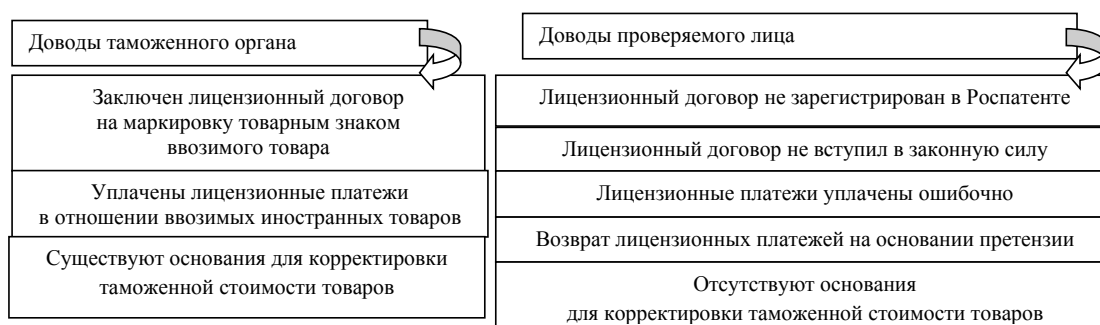 Доводы таможенного органа
Заключен лицензионный договор
на маркировку товарным знаком
ввозимого товара
Уплачены лицензионные платежи
в отношении ввозимых иностранных товаров
Существуют основания для корректировки
таможенной стоимости товаров
Доводы проверяемого лица
Лицензионный договор не зарегистрирован в Роспатенте
Лицензионный договор не вступил в законную силу
Лицензионные платежи уплачены ошибочно
Возврат лицензионных платежей на основании претензии
Отсутствуют основания
для корректировки таможенной стоимости товаров